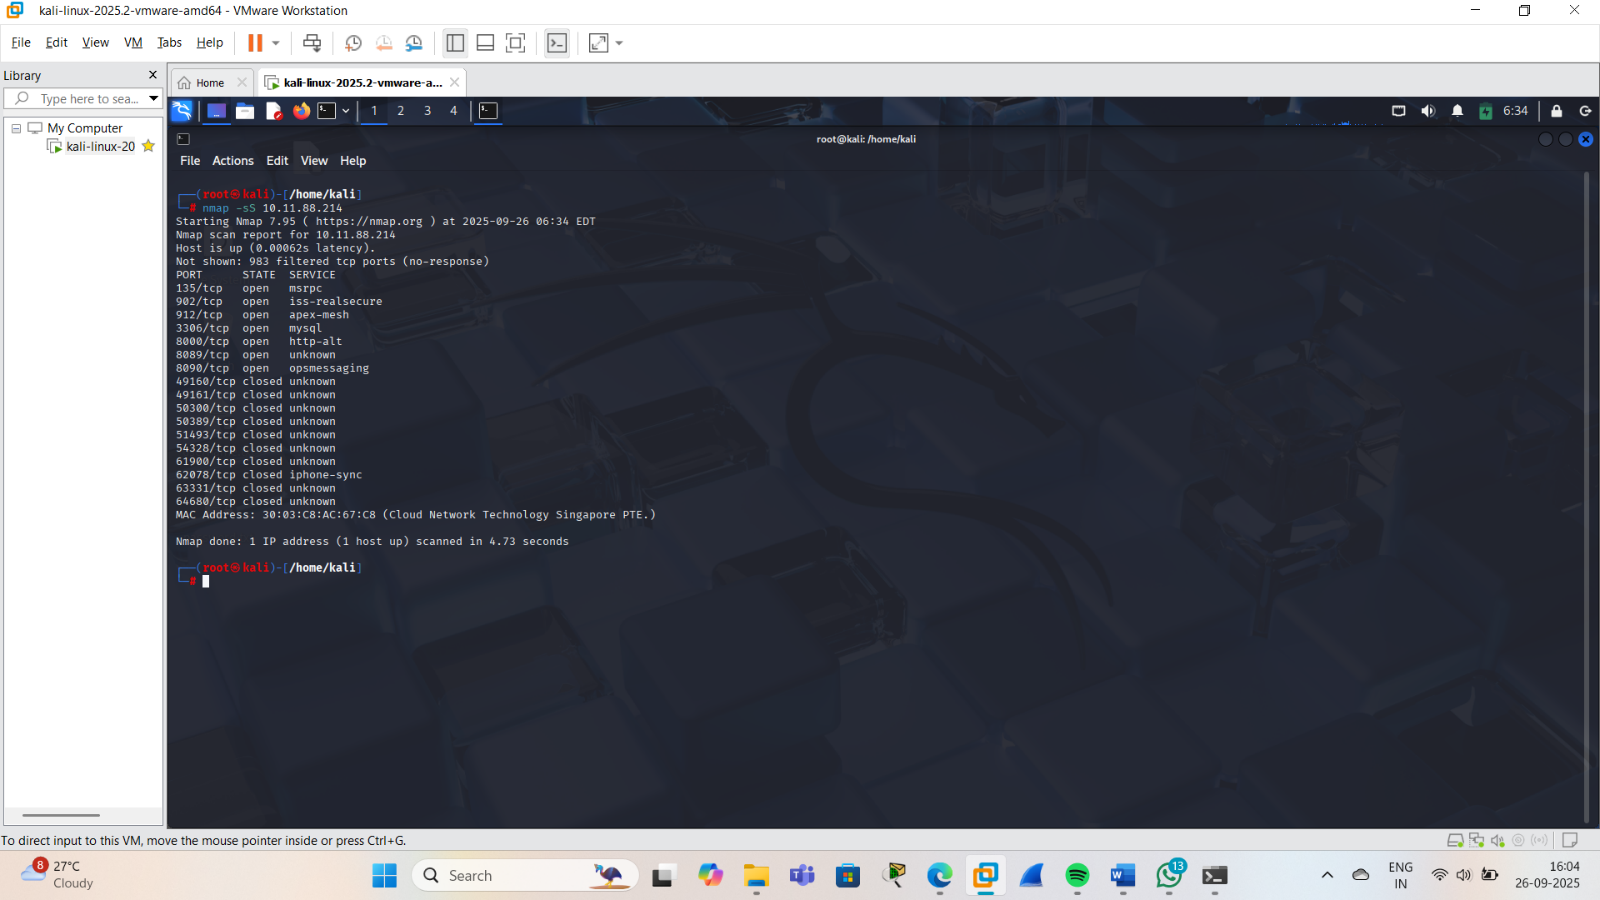 kali-linux-2025.2-vmware-amd64 - VMware Workstation
File Edit View VM Tabs Help
Library
Type here to sea...
My Computer
kali-linux-20
Home
kali-linux-2025.2-vmware-a...
1 2 3 4
6:34
root@kali: /home/kali
File Actions Edit View Help
┌──(root㉿kali)-[/home/kali]
└─# nmap -sS 10.11.88.214
Starting Nmap 7.95 ( https://nmap.org ) at 2025-09-26 06:34 EDT
Nmap scan report for 10.11.88.214
Host is up (0.00062s latency).
Not shown: 983 filtered tcp ports (no-response)
PORT      STATE  SERVICE
135/tcp   open   msrpc
902/tcp   open   iss-realsecure
912/tcp   open   apex-mesh
3306/tcp  open   mysql
8000/tcp  open   http-alt
8089/tcp  open   unknown
8090/tcp  open   opsmessaging
49160/tcp closed unknown
49161/tcp closed unknown
50300/tcp closed unknown
50389/tcp closed unknown
51493/tcp closed unknown
54328/tcp closed unknown
61900/tcp closed unknown
62078/tcp closed iphone-sync
63331/tcp closed unknown
64680/tcp closed unknown
MAC Address: 30:03:C8:AC:67:C8 (Cloud Network Technology Singapore PTE.)
Nmap done: 1 IP address (1 host up) scanned in 4.73 seconds
┌──(root㉿kali)-[/home/kali]
└─#
To direct input to this VM, move the mouse pointer inside or press Ctrl+G.
8
27°C
Cloudy
Search
13
ENG
IN
16:04
26-09-2025